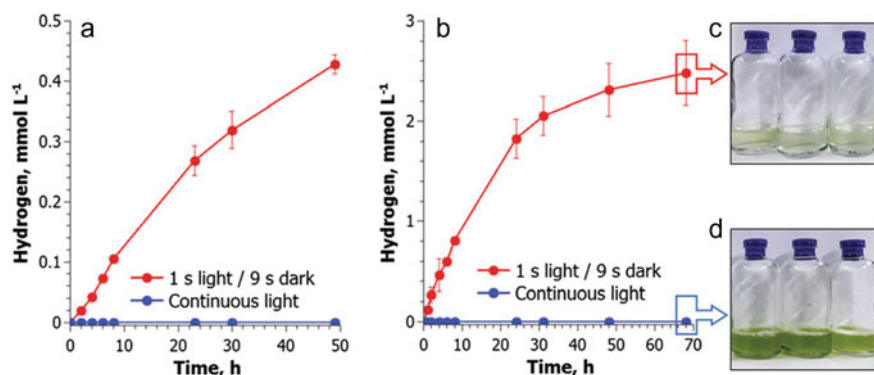 a
Hydrogen, mmol L⁻¹
0.5
0.4
0.3
0.2
0.1
0
1 s light / 9 s dark
Continuous light
0 10 20 30 40 50
Time, h
b
Hydrogen, mmol L⁻¹
3
2
1
0
1 s light / 9 s dark
Continuous light
0 10 20 30 40 50 60 70
Time, h
c
d